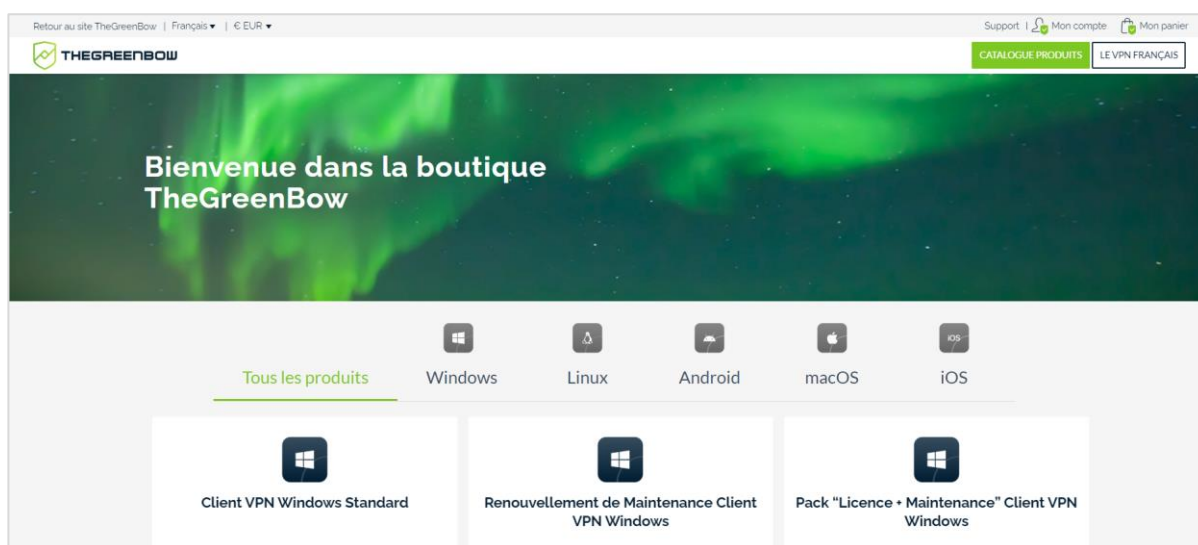 Retour au site TheGreenBow | Français ▾ | € EUR ▾
Support | Mon compte Mon panier
THEGREENBOW
CATALOGUE PRODUITS LE VPN FRANÇAIS
Bienvenue dans la boutique
TheGreenBow
iOS
Tous les produits Windows Linux Android macOS iOS
Client VPN Windows Standard
Renouvellement de Maintenance Client
VPN Windows
Pack “Licence + Maintenance” Client VPN
Windows